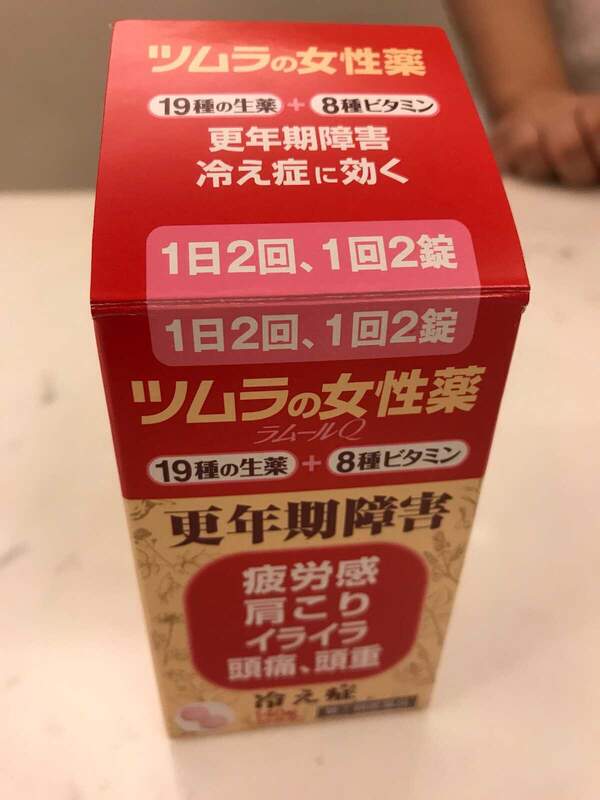 ツムラの女性薬
19種の生薬 + 8種ビタミン
更年期障害
冷え症に効く
1日2回、1回2錠
1日2回、1回2錠
ツムラの女性薬
ラムールQ
19種の生薬 + 8種ビタミン
更年期障害
疲労感
肩こり
イライラ
頭痛、頭重
冷え症